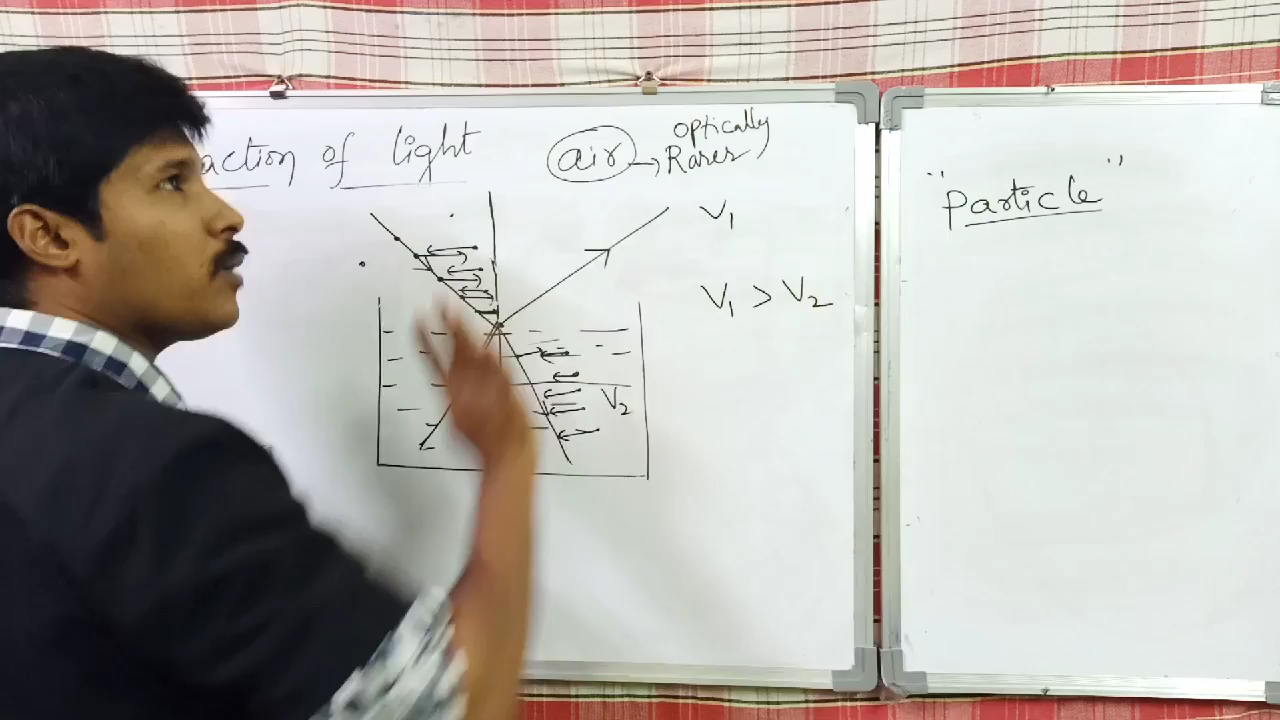 action of light
air → optically
Rarer
V₁
V₁ > V₂
V₂
"Particle"